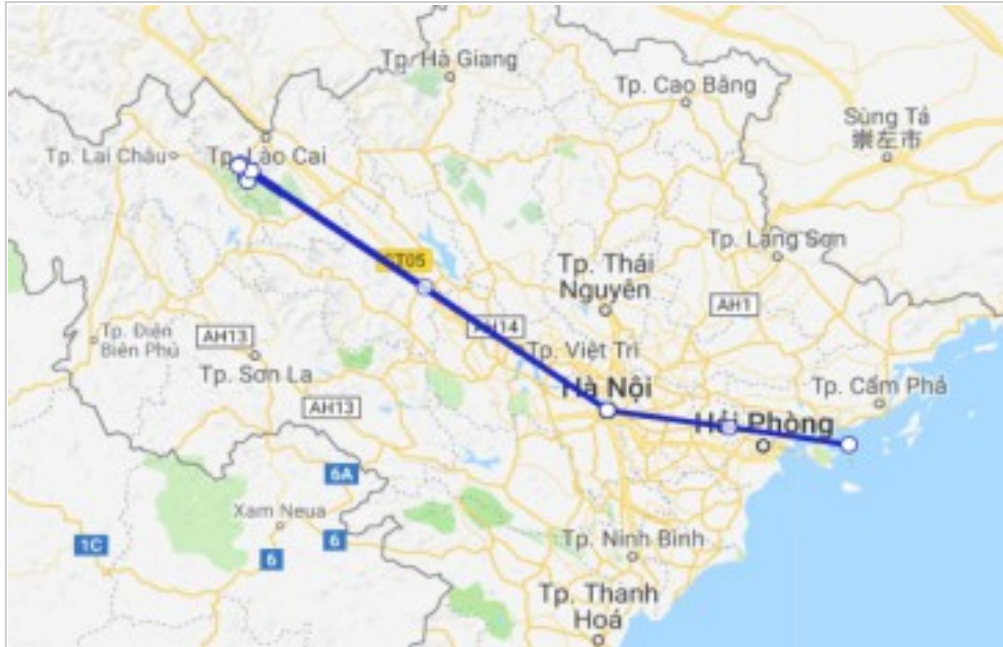 Tp. Hà Giang
Tp. Cao Bằng
Sùng Tả
崇左市
Tp. Lai Châu
Tp. Lào Cai
Tp. Lạng Sơn
CT05
Tp. Thái
Nguyên
AH1
AH14
Tp. Điện
Biên Phủ
AH13
Tp. Việt Trì
Tp. Sơn La
Hà Nội
Tp. Cẩm Phả
AH13
Hải Phòng
6A
Xam Neua
1C
6
6
Tp. Ninh Bình
Tp. Thanh
Hoá